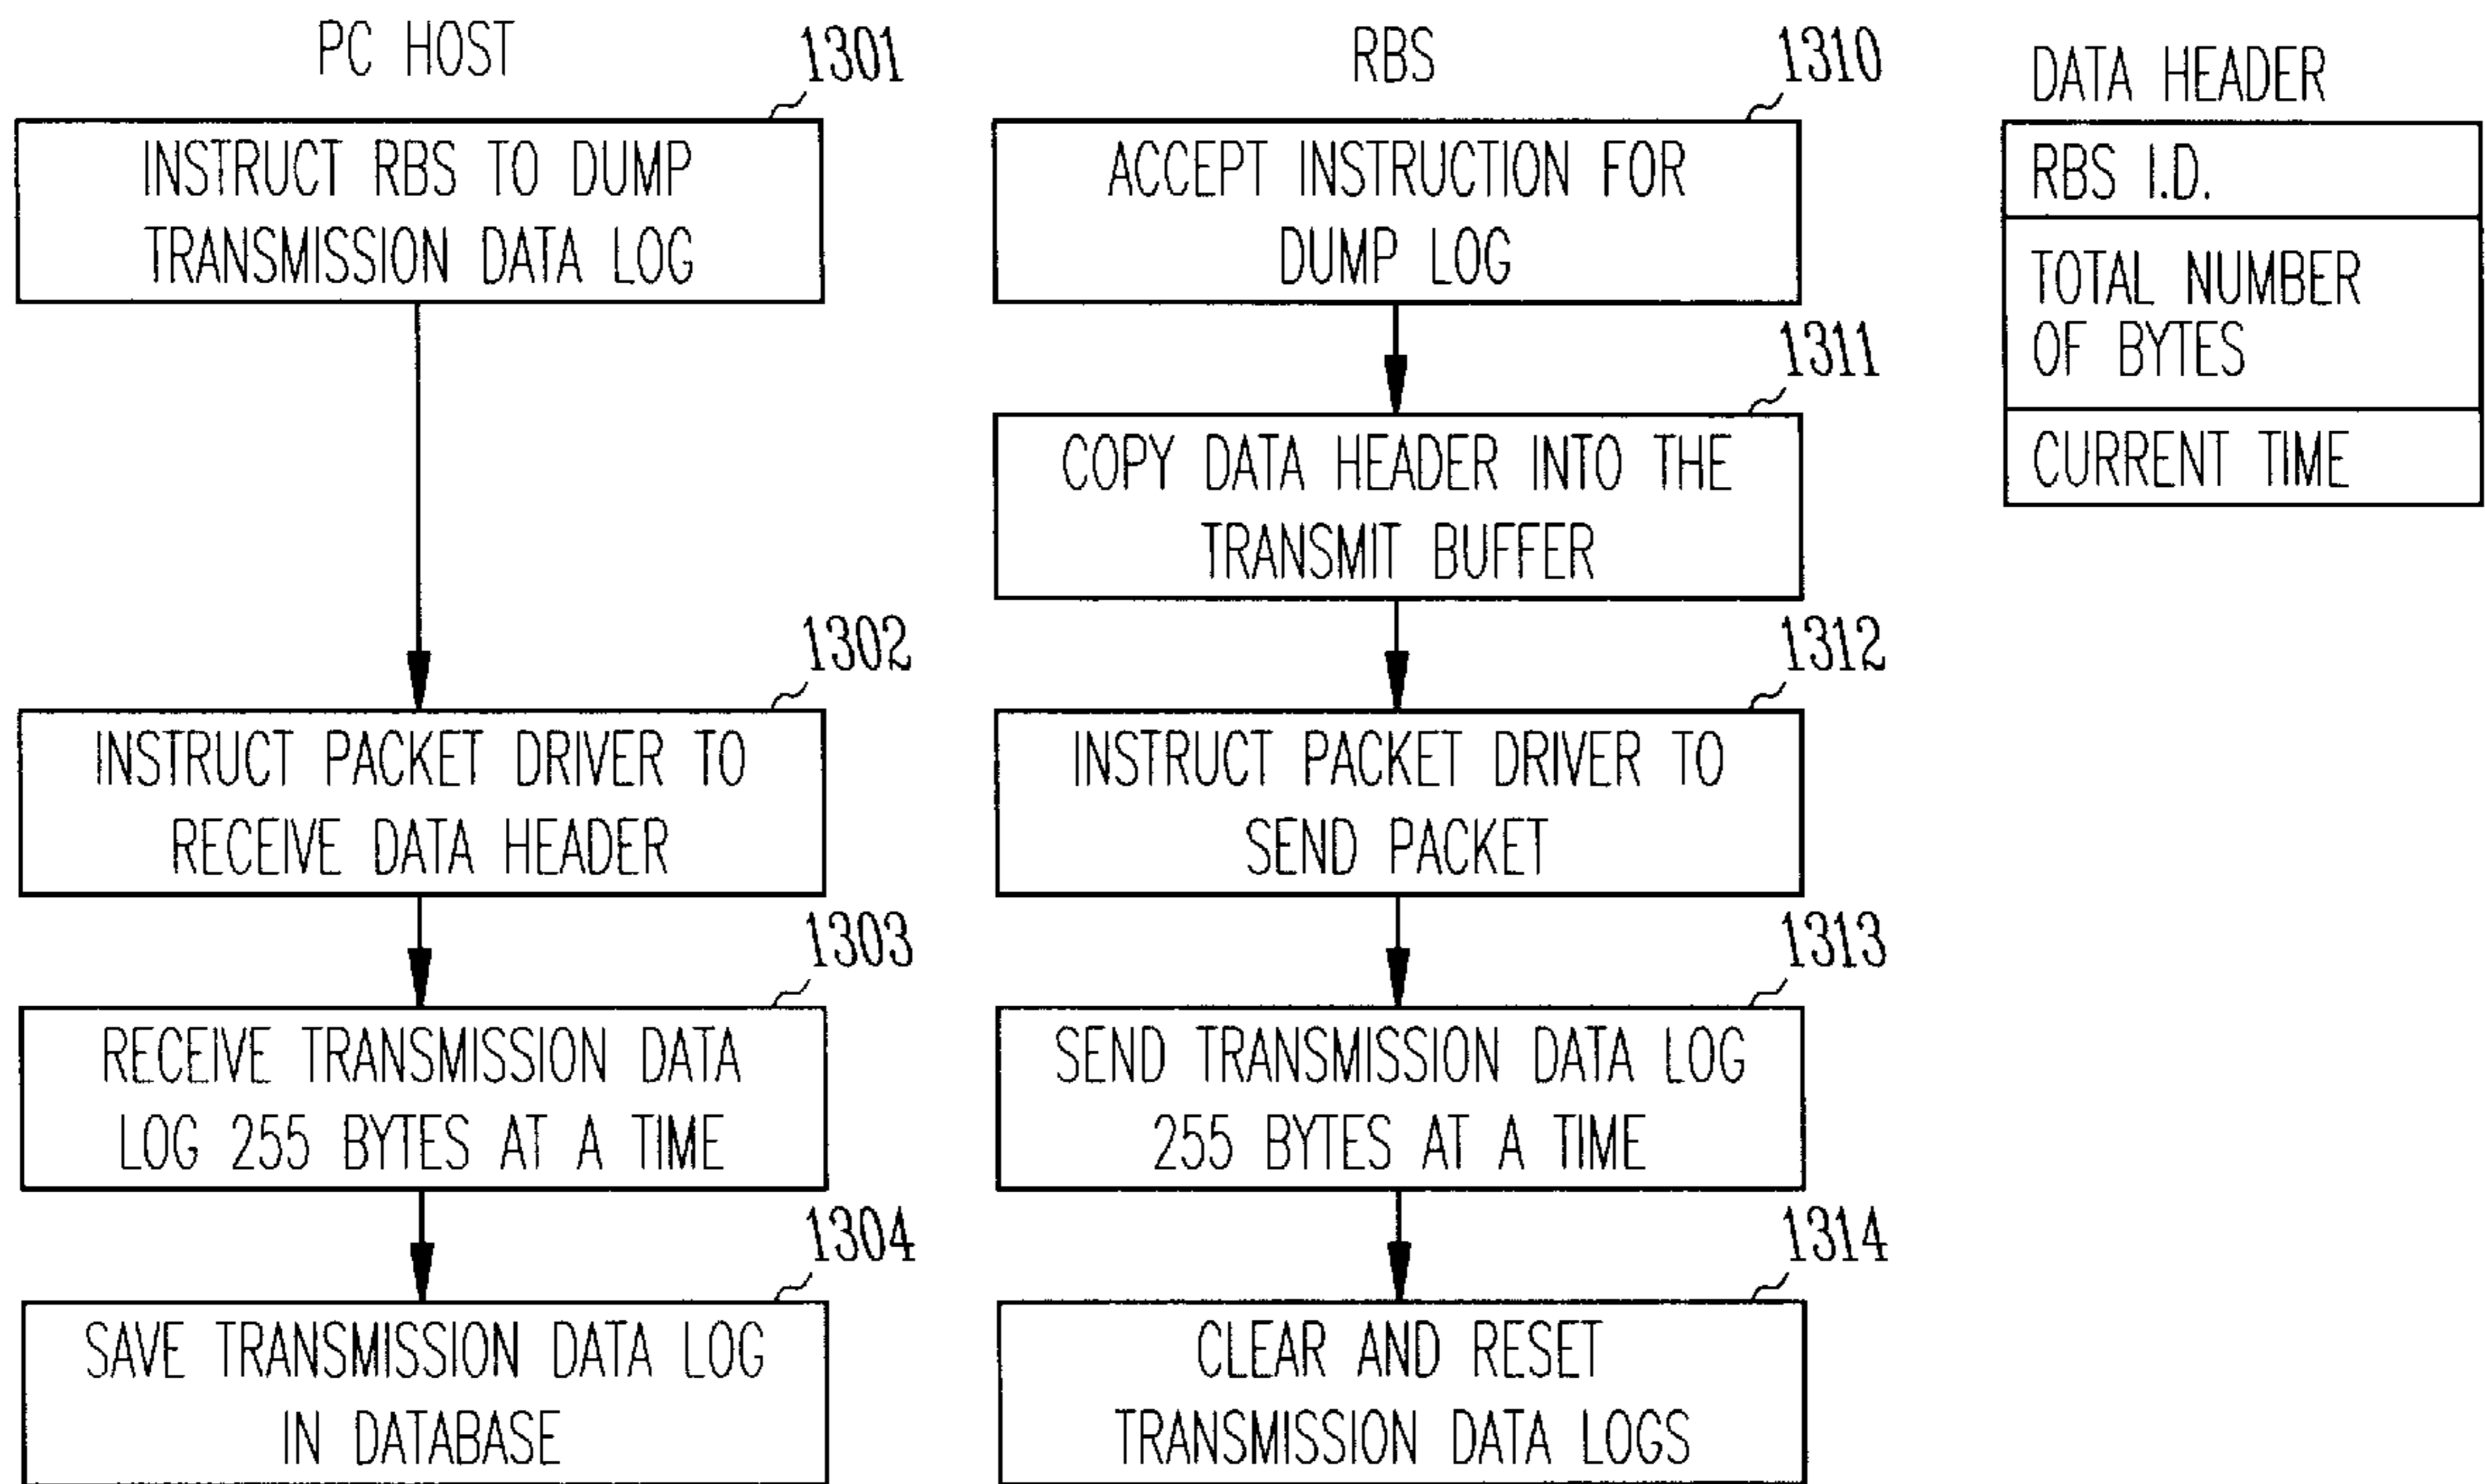 PC HOST
1301
INSTRUCT RBS TO DUMP
TRANSMISSION DATA LOG
1302
INSTRUCT PACKET DRIVER TO
RECEIVE DATA HEADER
1303
RECEIVE TRANSMISSION DATA
LOG 255 BYTES AT A TIME
1304
SAVE TRANSMISSION DATA LOG
IN DATABASE
RBS
1310
ACCEPT INSTRUCTION FOR
DUMP LOG
1311
COPY DATA HEADER INTO THE
TRANSMIT BUFFER
1312
INSTRUCT PACKET DRIVER TO
SEND PACKET
1313
SEND TRANSMISSION DATA LOG
255 BYTES AT A TIME
1314
CLEAR AND RESET
TRANSMISSION DATA LOGS
DATA HEADER
RBS I.D.
TOTAL NUMBER
OF BYTES
CURRENT TIME